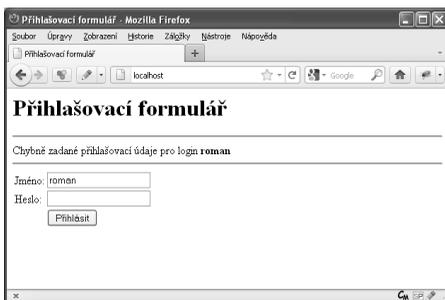 Přihlašovací formulář - Mozilla Firefox
Soubor Úpravy Zobrazení Historie Záložky Nástroje Nápověda
Přihlašovací formulář
localhost
Google
Přihlašovací formulář
Chybně zadané přihlašovací údaje pro login roman
Jméno: roman
Heslo:
Přihlásit